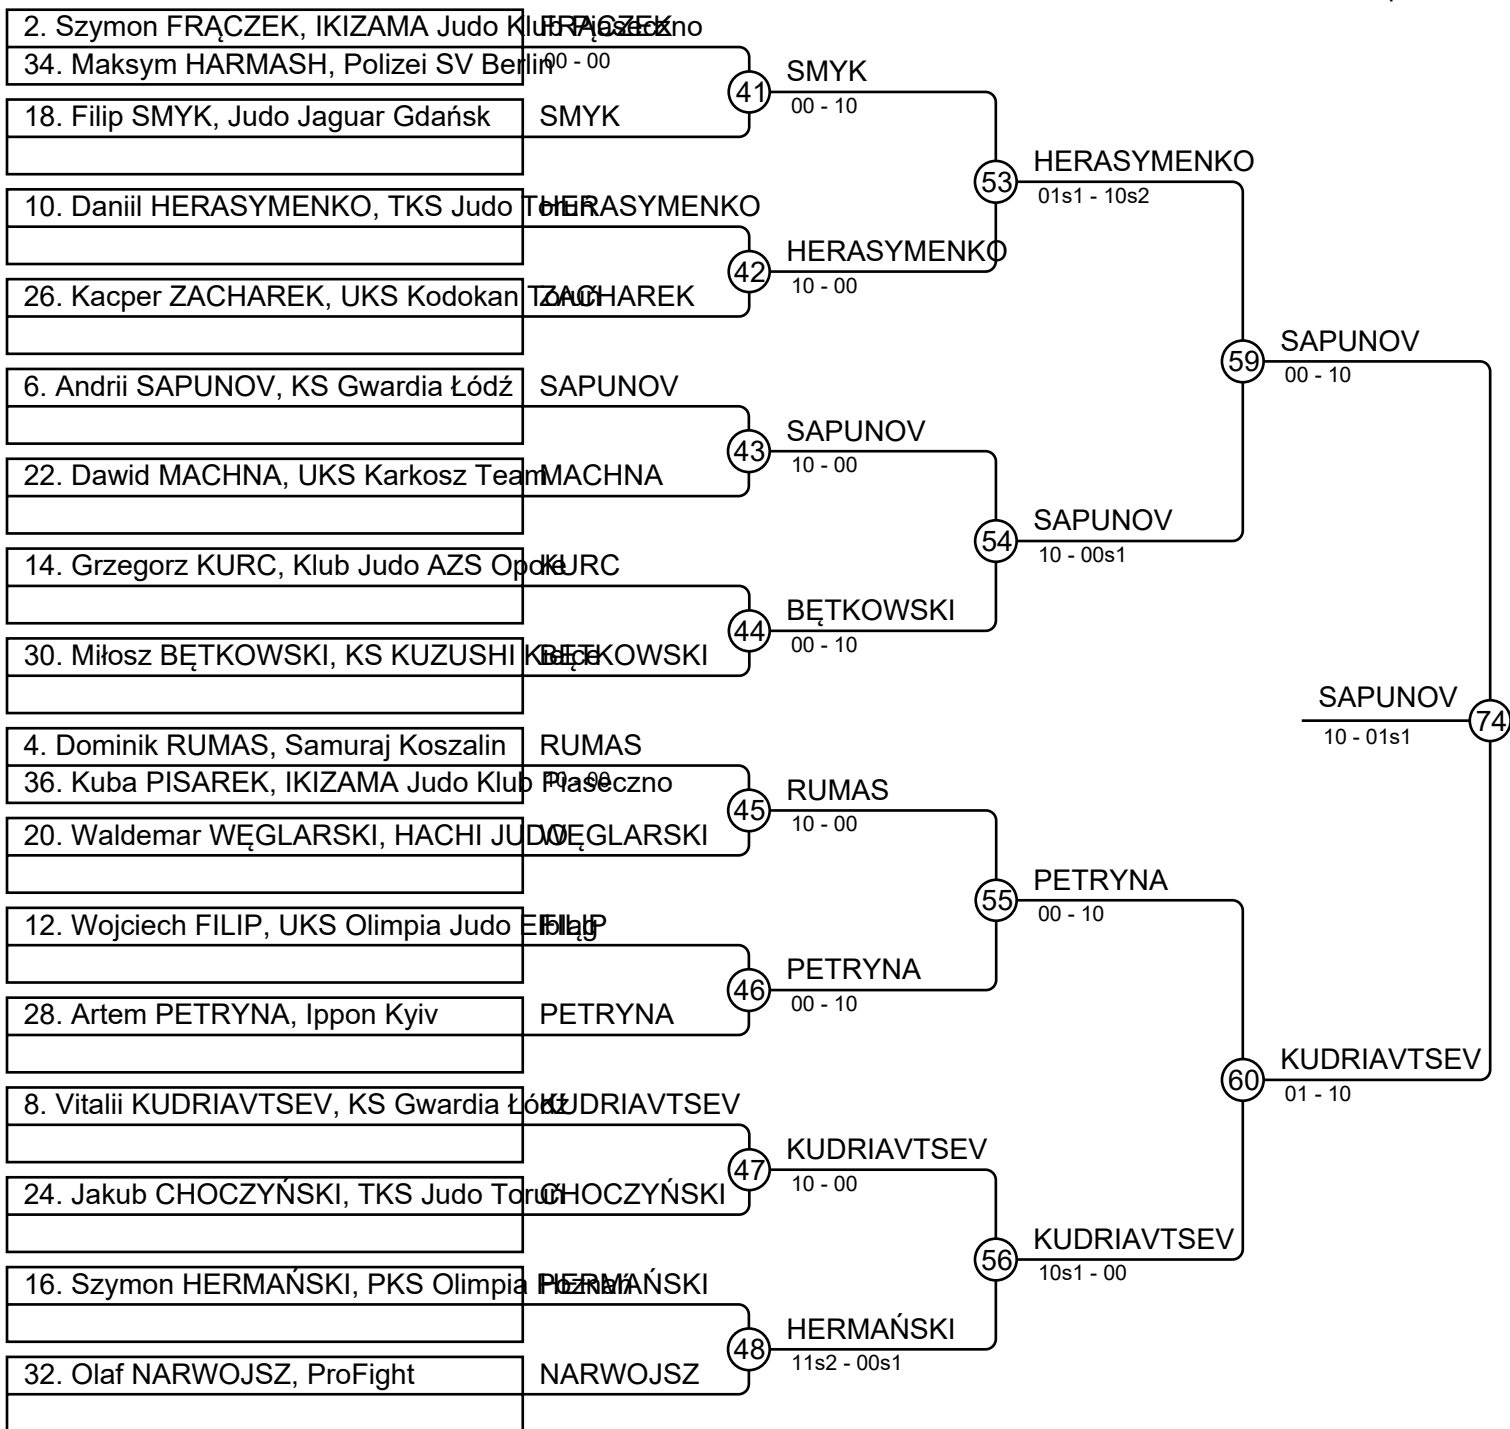 2. Szymon FRĄCZEK, IKIZAMA Judo Klub Piaseczno
FRĄCZEK
34. Maksym HARMASH, Polizei SV Berlin
00 - 00
41
SMYK
00 - 10
18. Filip SMYK, Judo Jaguar Gdańsk
SMYK
53
HERASYMENKO
01s1 - 10s2
10. Daniil HERASYMENKO, TKS Judo Toruń
HERASYMENKO
42
HERASYMENKO
10 - 00
26. Kacper ZACHAREK, UKS Kodokan Toruń
ZACHAREK
59
SAPUNOV
00 - 10
6. Andrii SAPUNOV, KS Gwardia Łódź
SAPUNOV
43
SAPUNOV
10 - 00
22. Dawid MACHNA, UKS Karkosz Team
MACHNA
54
SAPUNOV
10 - 00s1
14. Grzegorz KURC, Klub Judo AZS Opole
KURC
44
BĘTKOWSKI
00 - 10
30. Miłosz BĘTKOWSKI, KS KUZUSHI Kielce
BĘTKOWSKI
SAPUNOV
74
10 - 01s1
4. Dominik RUMAS, Samuraj Koszalin
RUMAS
36. Kuba PISAREK, IKIZAMA Judo Klub Piaseczno
10 - 00
45
RUMAS
10 - 00
20. Waldemar WĘGLARSKI, HACHI JUDO
WĘGLARSKI
55
PETRYNA
00 - 10
12. Wojciech FILIP, UKS Olimpia Judo Elbląg
FILIP
46
PETRYNA
00 - 10
28. Artem PETRYNA, Ippon Kyiv
PETRYNA
60
KUDRIAVTSEV
01 - 10
8. Vitalii KUDRIAVTSEV, KS Gwardia Łódź
KUDRIAVTSEV
47
KUDRIAVTSEV
10 - 00
24. Jakub CHOCZYŃSKI, TKS Judo Toruń
CHOCZYŃSKI
56
KUDRIAVTSEV
10s1 - 00
16. Szymon HERMAŃSKI, PKS Olimpia Poznań
HERMAŃSKI
48
HERMAŃSKI
11s2 - 00s1
32. Olaf NARWOJSZ, ProFight
NARWOJSZ